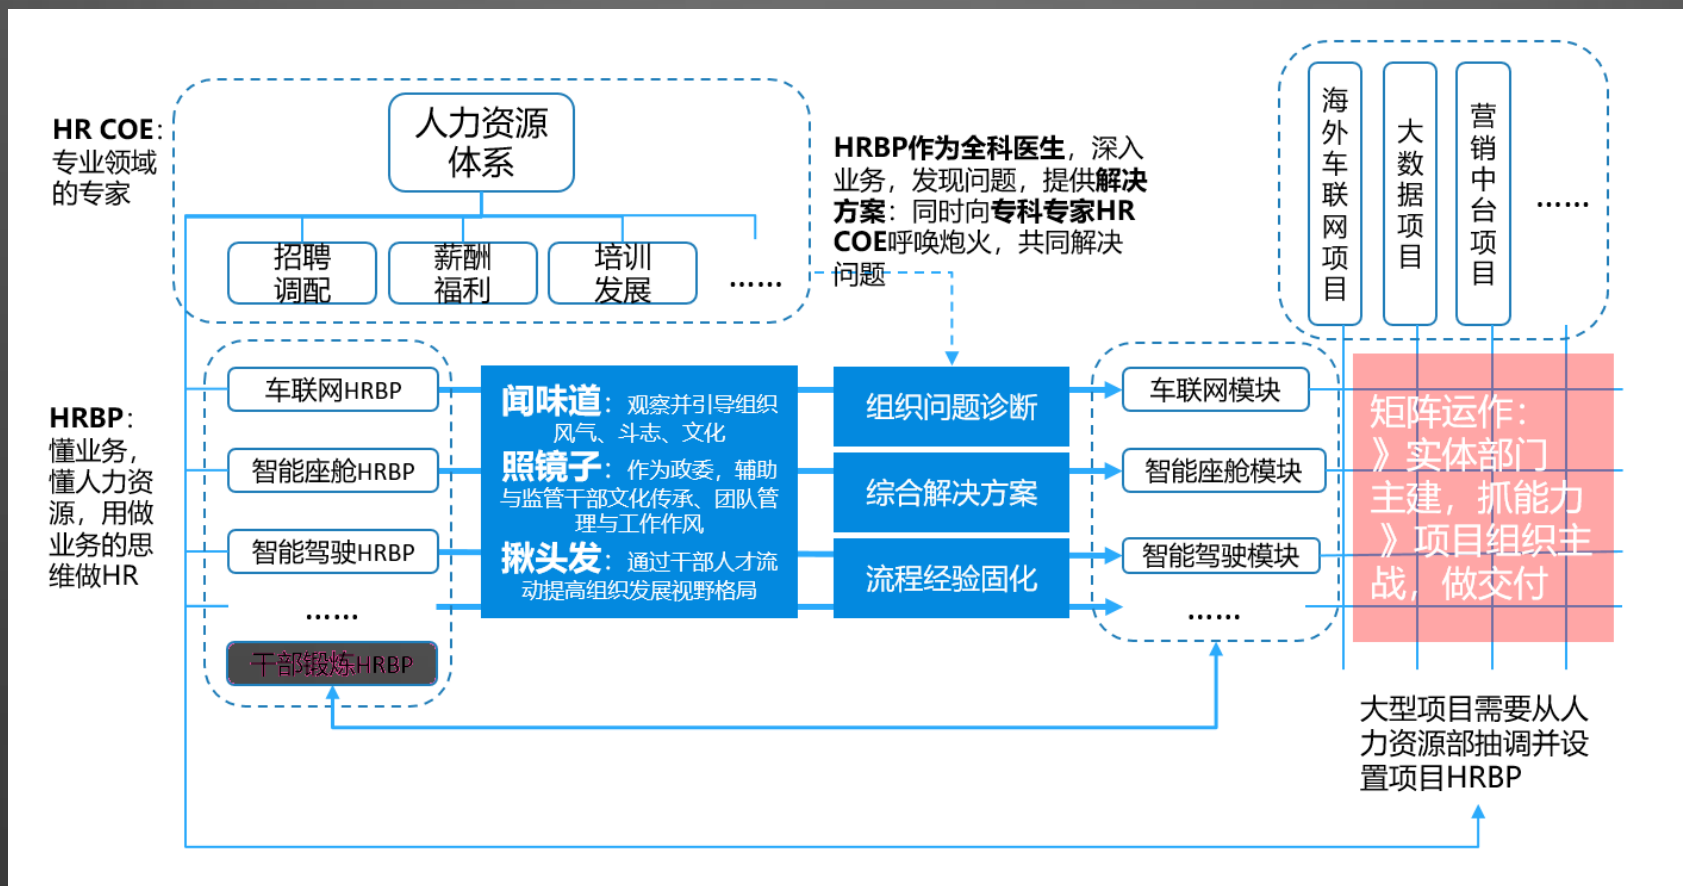 人力资源
体系
HR COE：
专业领域
的专家
招聘
调配
薪酬
福利
培训
发展
……
HRBP作为全科医生，深入
业务，发现问题，提供解决
方案：同时向专科专家HR
COE呼唤炮火，共同解决
问题
海外车联网项目
大数据项目
营销中台项目
……
HRBP：
懂业务，
懂人力资
源，用做
业务的思
维做HR
车联网HRBP
智能座舱HRBP
智能驾驶HRBP
……
干部锻炼HRBP
闻味道：观察并引导组织
风气、斗志、文化
照镜子：作为政委，辅助
与监管干部文化传承、团队管
理与工作作风
揪头发：通过干部人才流
动提高组织发展视野格局
组织问题诊断
综合解决方案
流程经验固化
车联网模块
智能座舱模块
智能驾驶模块
……
矩阵运作：
》实体部门
主建，抓能力
》项目组织主
战，做交付
大型项目需要从人
力资源部抽调并设
置项目HRBP